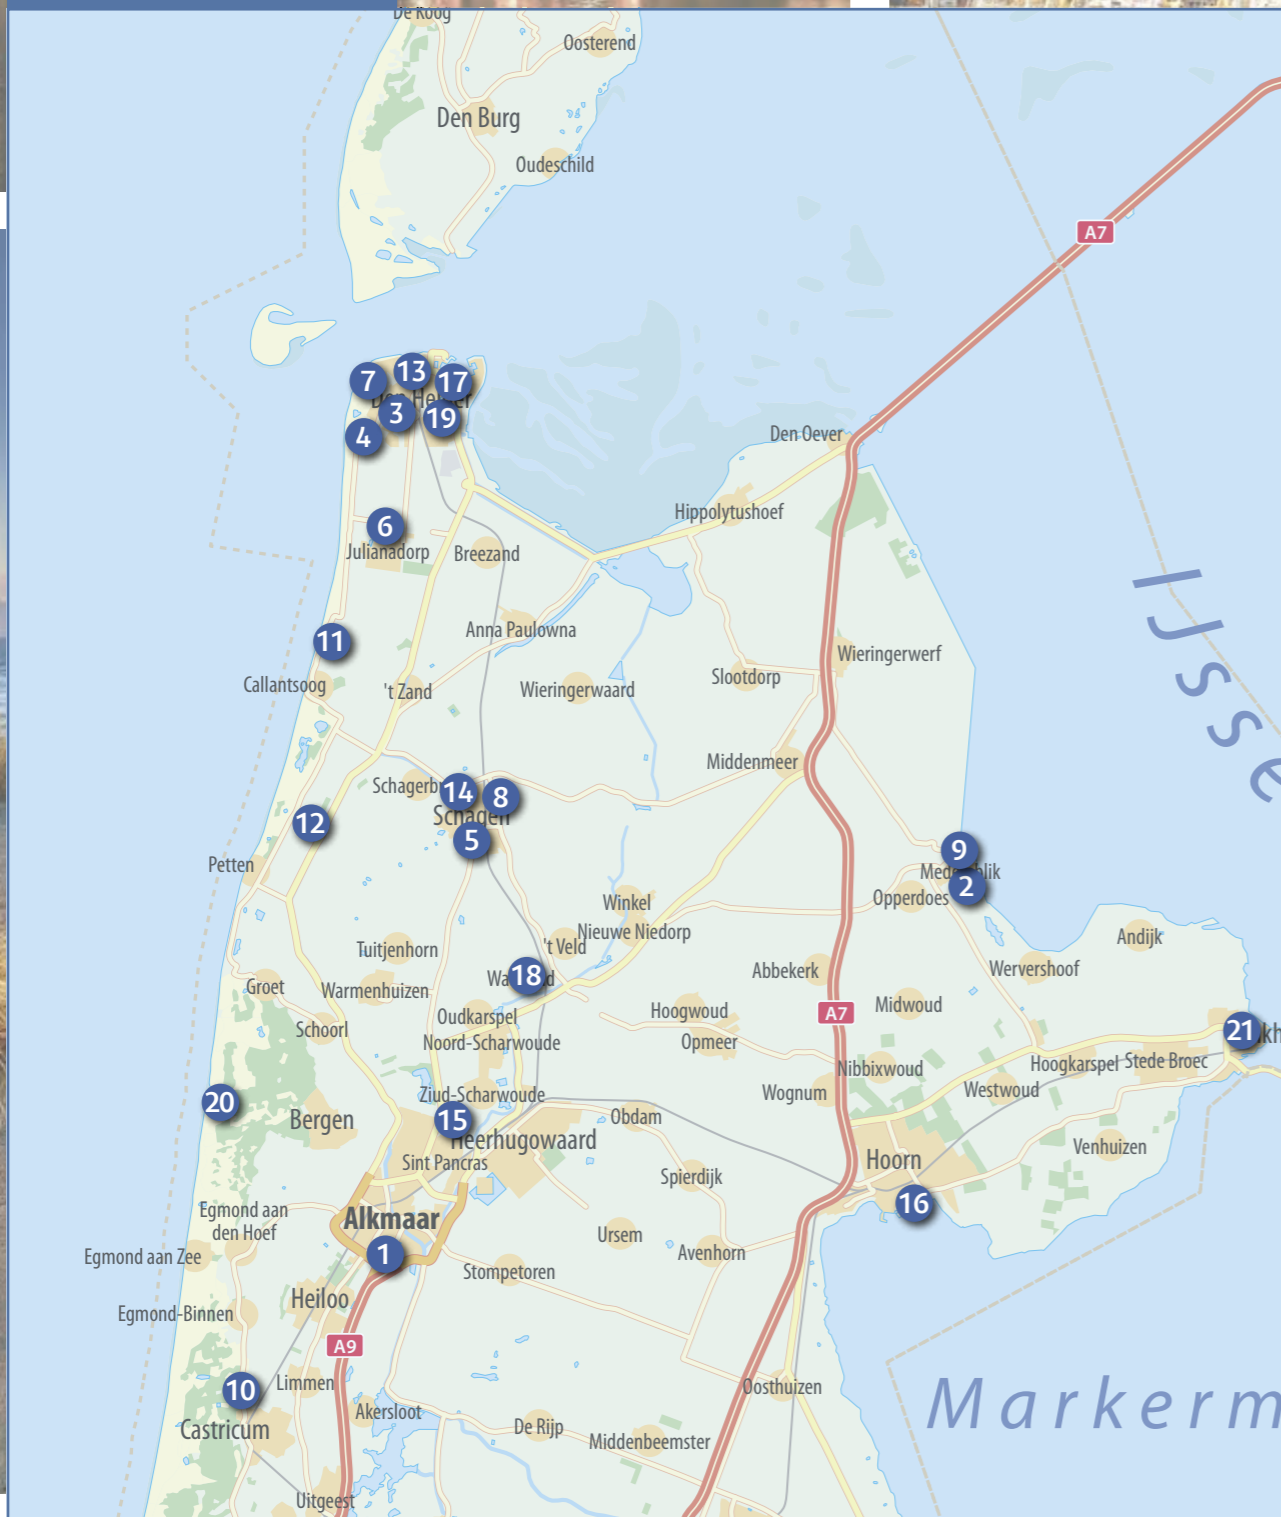 De Koog
Oosterend
Den Burg
Oudeschild
A7
13
7
17
3
19
4
Den Oever
Hippolytushoef
6
Julianadorp
Breezand
IJsse
Anna Paulowna
11
Wieringerwerf
Callantsoog
't Zand
Wieringerwaard
Slootdorp
Middenmeer
14
8
Schagen
12
5
9
Petten
2
Opperdoes
Winkel
Nieuwe Niedorp
Andijk
Tuitjenhorn
't Veld
18
Abbekerk
Wervershoof
Groet
Warmenhuizen
Oudkarspel
Hoogwoud
A7
Midwoud
Schoorl
Noord-Scharwoude
Opmeer
21
Nibbixwoud
Hoogkarspel
Stede Broec
20
Ziud-Scharwoude
Wognum
Westwoud
Bergen
15
Obdam
Heerhugowaard
Sint Pancras
Hoorn
Venhuizen
Spierdijk
16
Egmond aan
den Hoef
Alkmaar
Ursem
Egmond aan Zee
1
Avenhorn
Stompetoren
Heiloo
Egmond-Binnen
A9
10
Limmen
Oosthuizen
Markerm
Akersloot
Castricum
De Rijp
Middenbeemster
Uitgeest